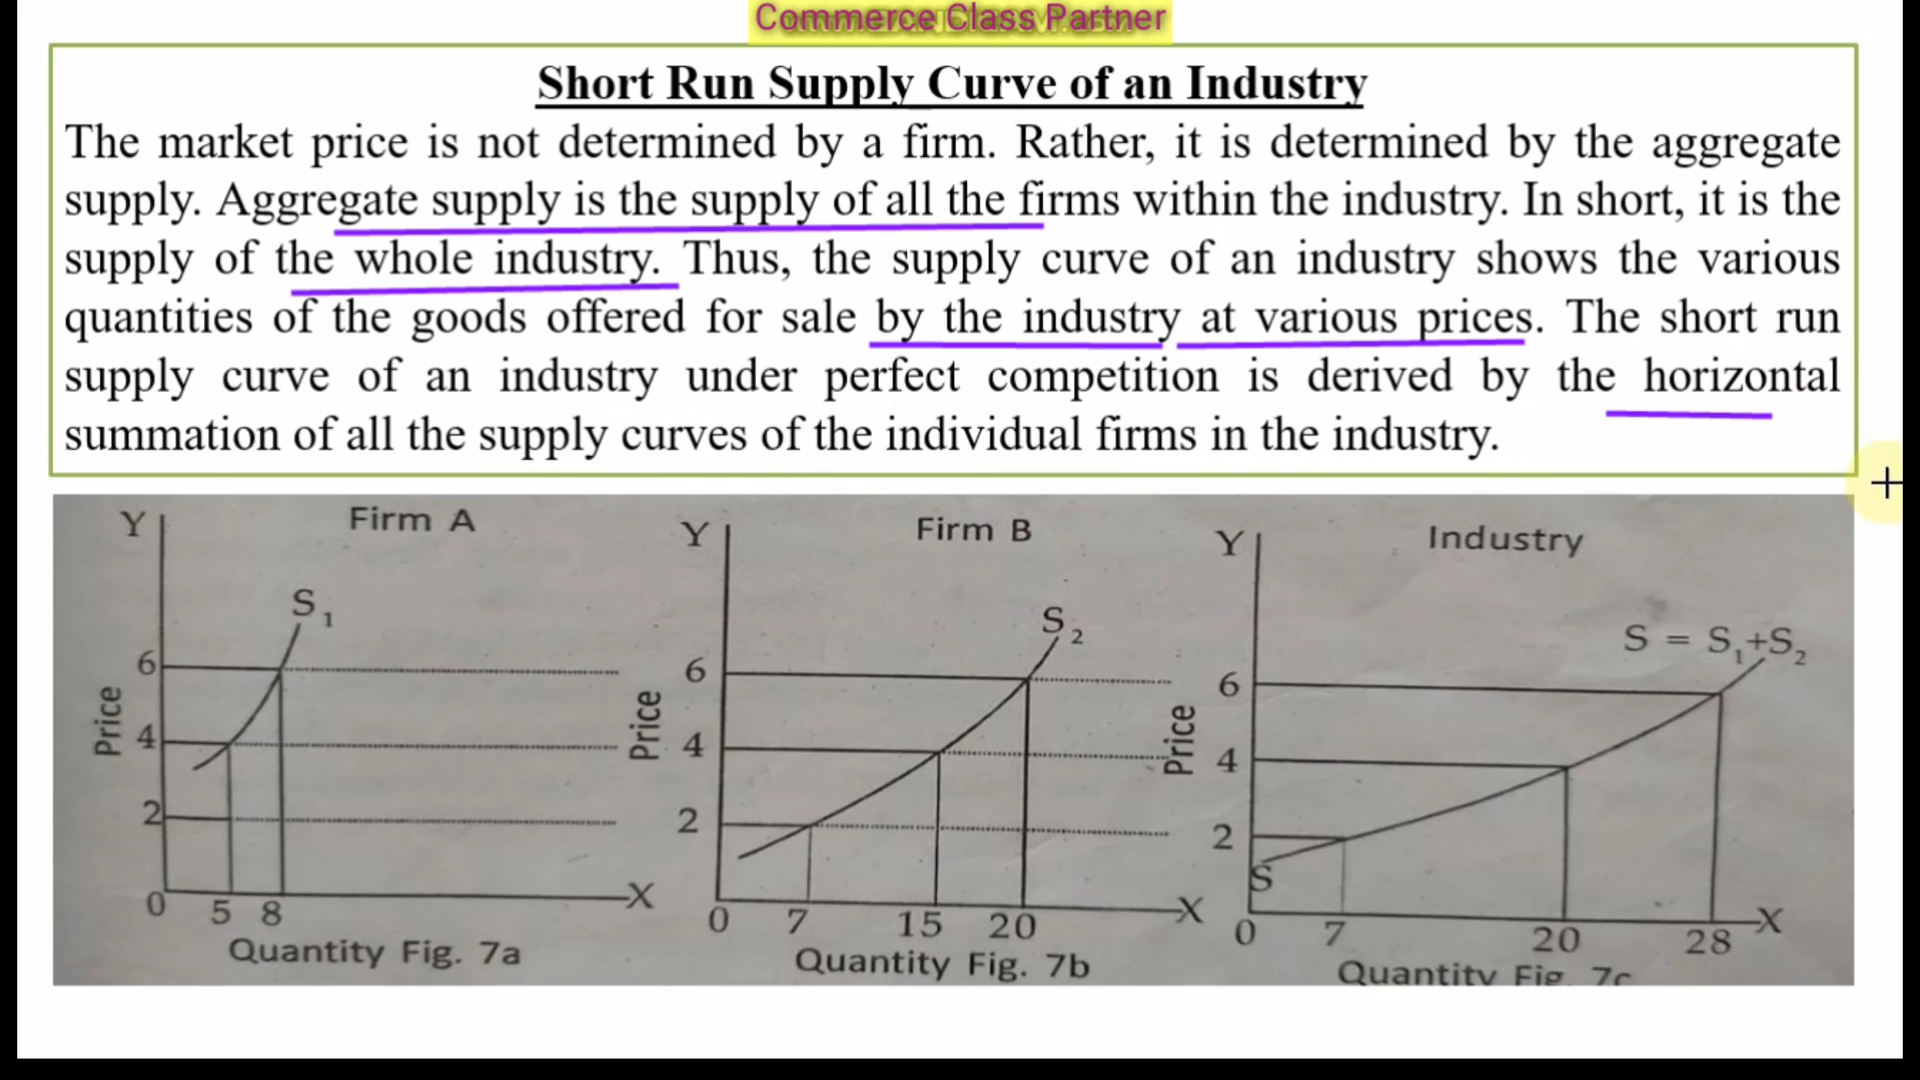 Commerce Class Partner
Short Run Supply Curve of an Industry
The market price is not determined by a firm. Rather, it is determined by the aggregate
supply. Aggregate supply is the supply of all the firms within the industry. In short, it is the
supply of the whole industry. Thus, the supply curve of an industry shows the various
quantities of the goods offered for sale by the industry at various prices. The short run
supply curve of an industry under perfect competition is derived by the horizontal
summation of all the supply curves of the individual firms in the industry.
Y Firm A
S1
6
4
2
Price
0 5 8 X
Quantity Fig. 7a
Y Firm B
S2
6
4
2
Price
0 7 15 20 X
Quantity Fig. 7b
Y Industry
S = S1+S2
6
4
2
Price
S
0 7 20 28 X
Quantity Fig. 7c